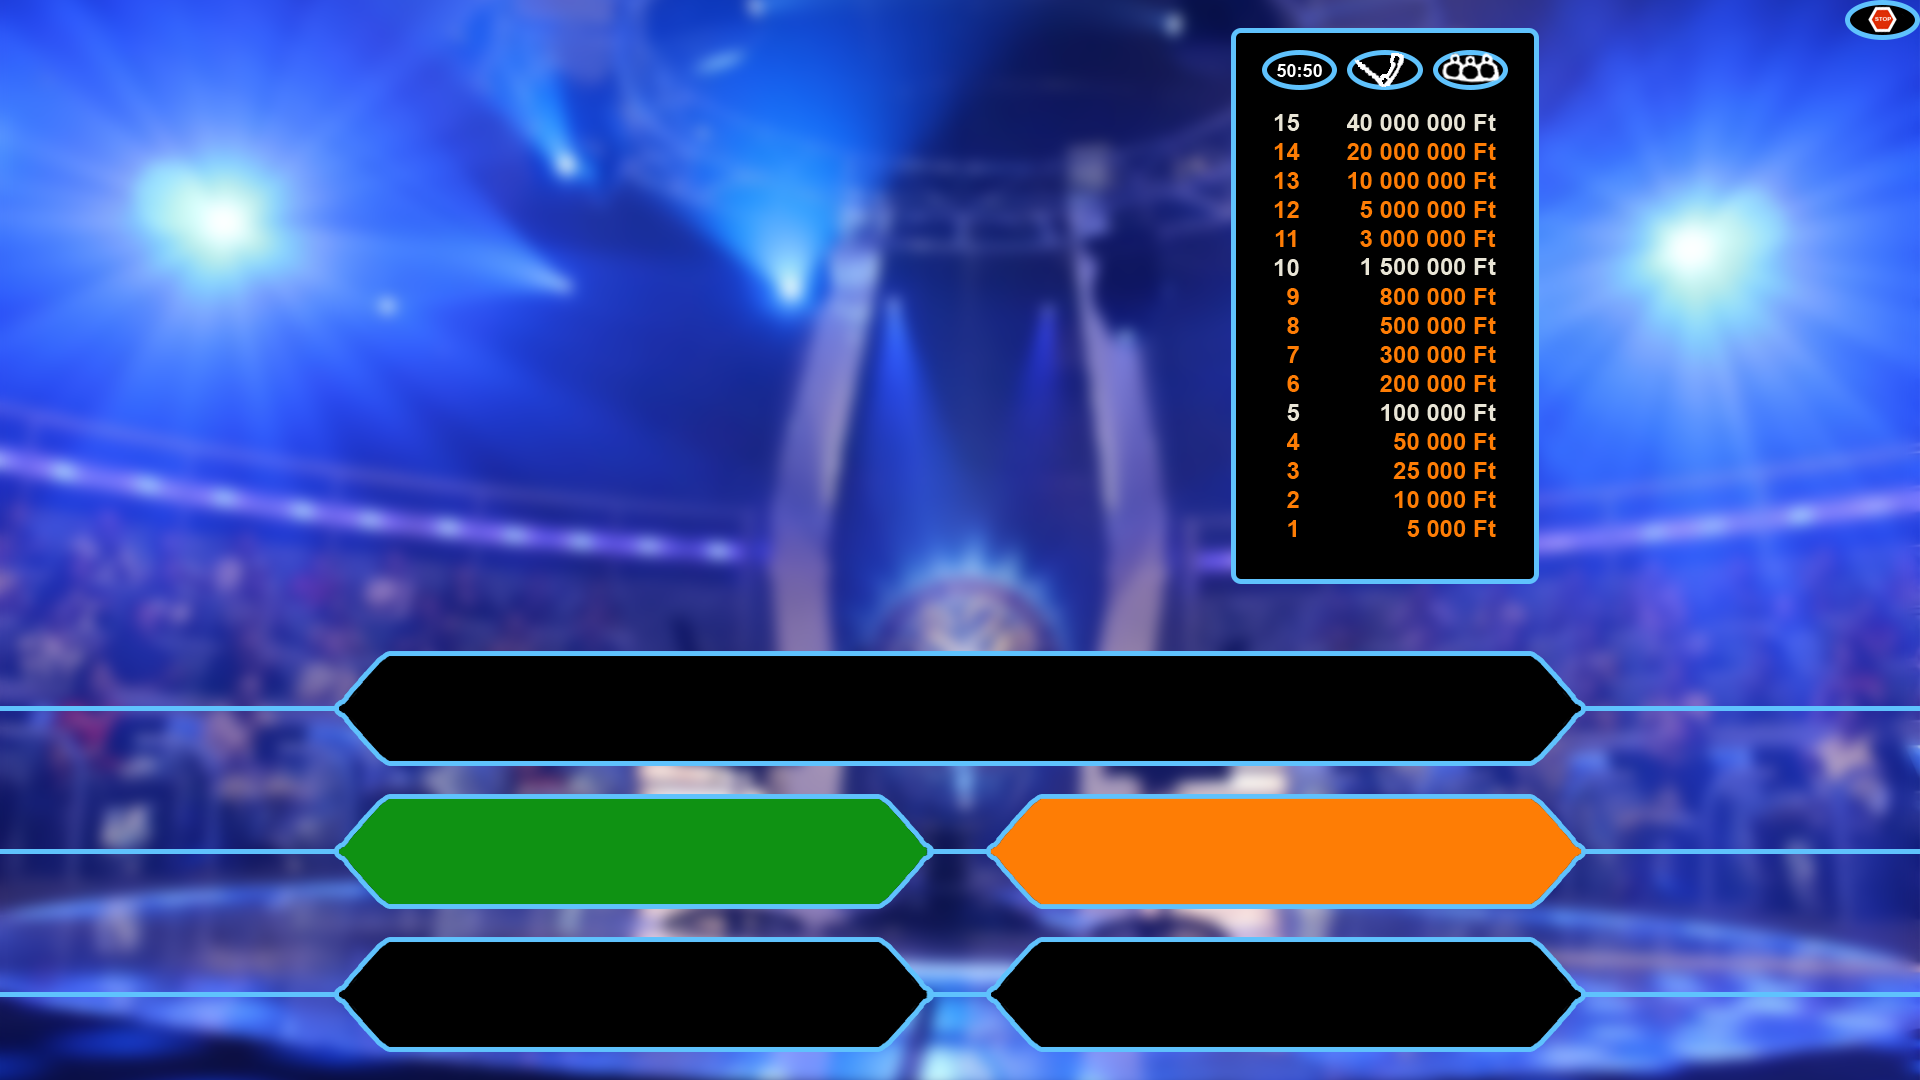 STOP
50:50
15 40 000 000 Ft
14 20 000 000 Ft
13 10 000 000 Ft
12 5 000 000 Ft
11 3 000 000 Ft
10 1 500 000 Ft
9 800 000 Ft
8 500 000 Ft
7 300 000 Ft
6 200 000 Ft
5 100 000 Ft
4 50 000 Ft
3 25 000 Ft
2 10 000 Ft
1 5 000 Ft